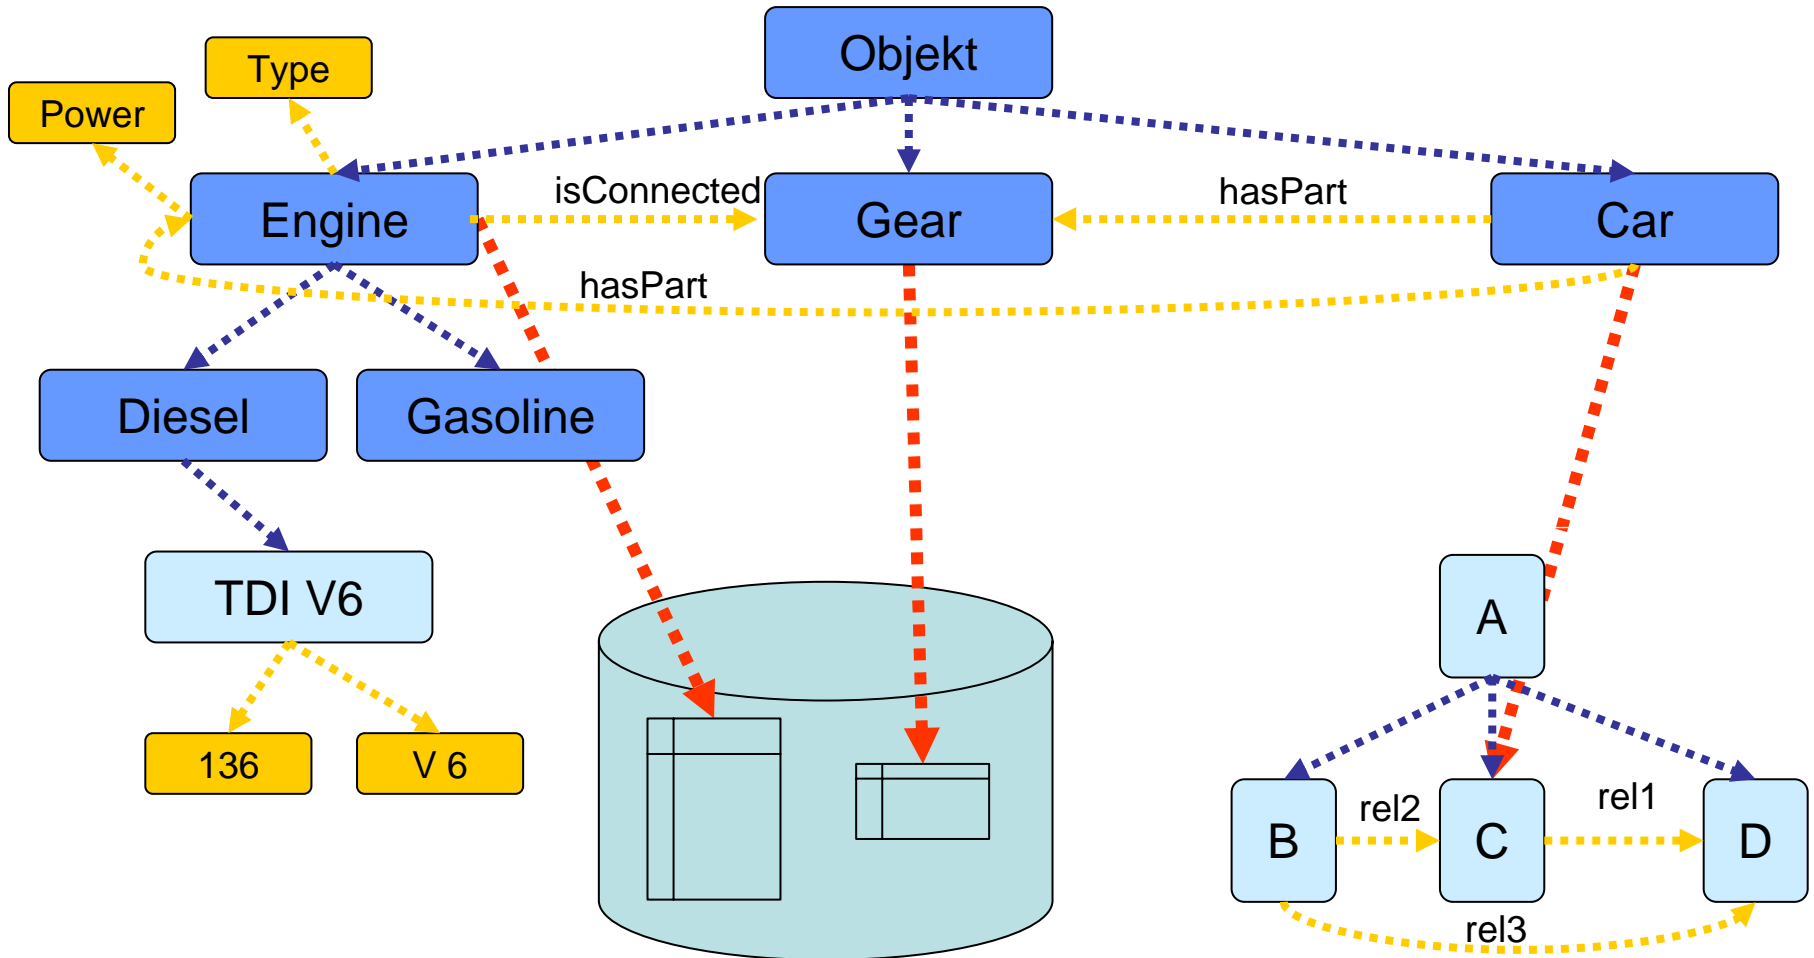 Objekt
Type
Power
Engine
isConnected
Gear
hasPart
Car
hasPart
Diesel
Gasoline
TDI V6
A
136
V 6
rel2
rel1
B
C
D
rel3